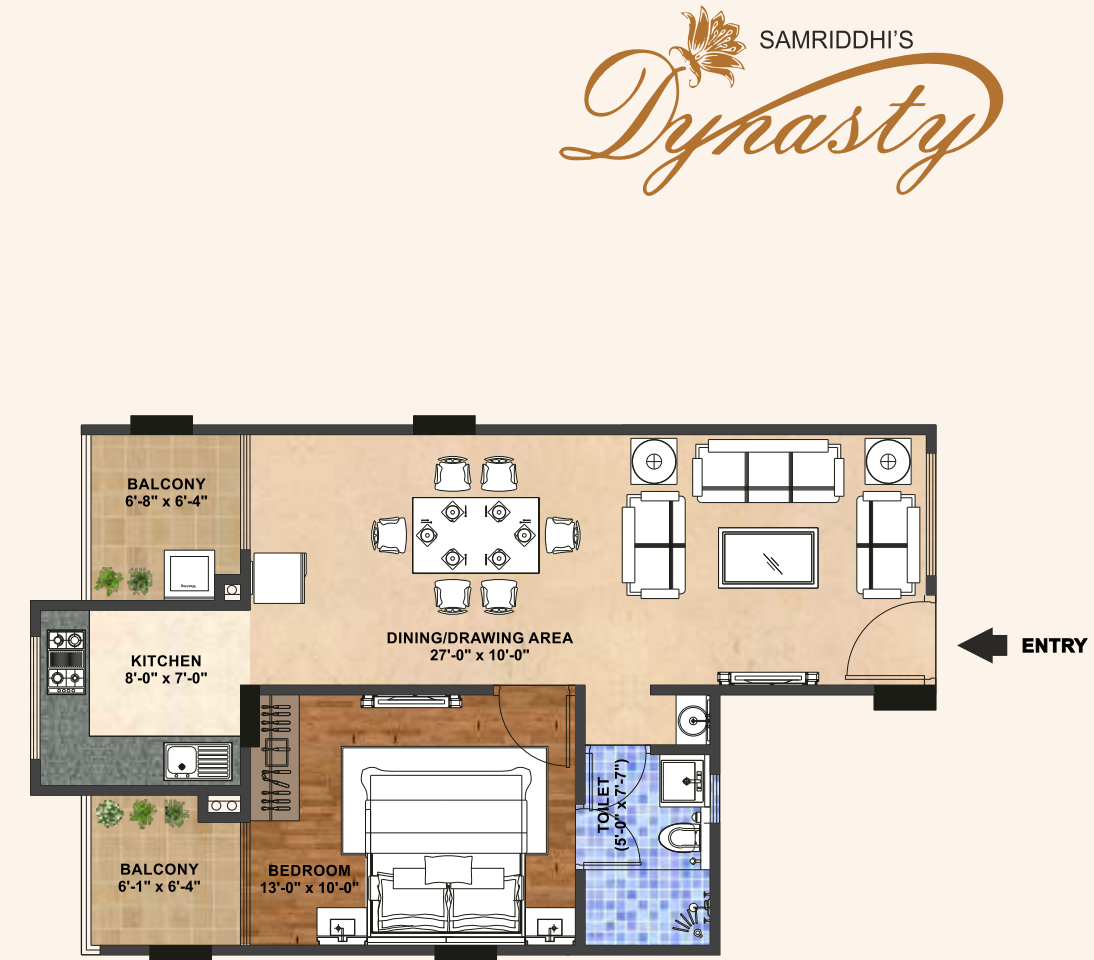 SAMRIDDHI'S
Dynasty
BALCONY
6'-8" x 6'-4"
DINING/DRAWING AREA
27'-0" x 10'-0"
ENTRY
KITCHEN
8'-0" x 7'-0"
TOILET
(5'-0" x 7'-7")
BALCONY
6'-1" x 6'-4"
BEDROOM
13'-0" x 10'-0"